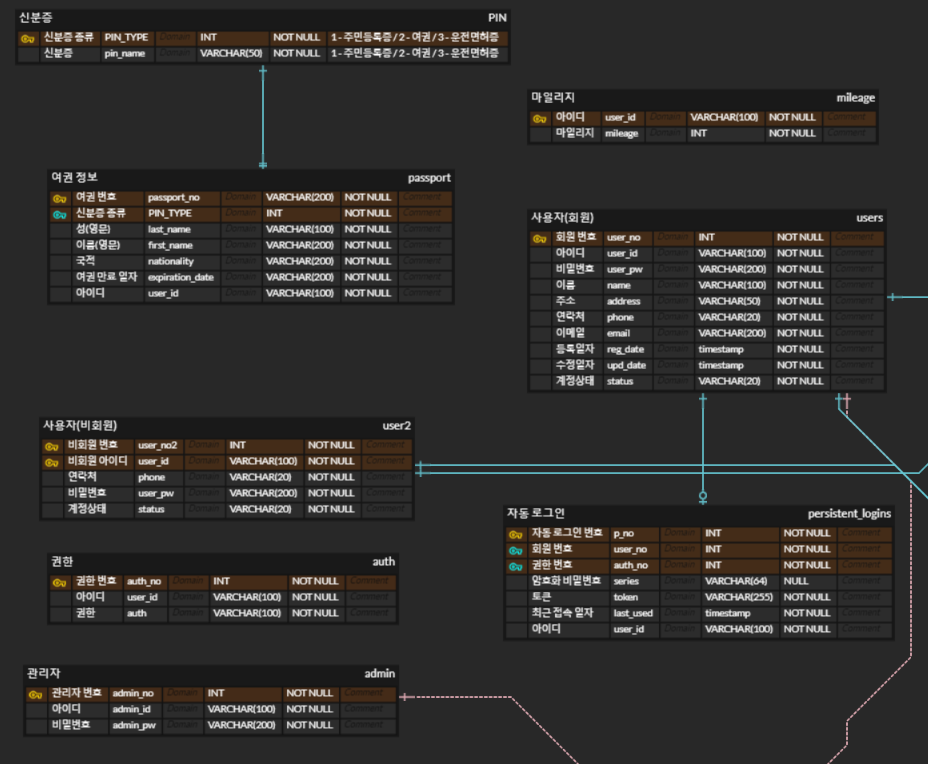 신분증 PIN
신분증 종류 PIN_TYPE Domain INT NOT NULL 1-주민등록증 / 2-여권 / 3-운전면허증
신분증 pin_name Domain VARCHAR(50) NOT NULL 1-주민등록증 / 2-여권 / 3-운전면허증
마일리지 mileage
아이디 user_id Domain VARCHAR(100) NOT NULL Comment
마일리지 mileage Domain INT NOT NULL Comment
여권 정보 passport
여권 번호 passport_no Domain VARCHAR(200) NOT NULL Comment
신분증 종류 PIN_TYPE Domain INT NOT NULL Comment
성(영문) last_name Domain VARCHAR(100) NOT NULL Comment
이름(영문) first_name Domain VARCHAR(200) NOT NULL Comment
국적 nationality Domain VARCHAR(200) NOT NULL Comment
여권 만료 일자 expiration_date Domain VARCHAR(200) NOT NULL Comment
아이디 user_id Domain VARCHAR(100) NOT NULL Comment
사용자(회원) users
회원 번호 user_no Domain INT NOT NULL Comment
아이디 user_id Domain VARCHAR(100) NOT NULL Comment
비밀번호 user_pw Domain VARCHAR(200) NOT NULL Comment
이름 name Domain VARCHAR(100) NOT NULL Comment
주소 address Domain VARCHAR(50) NOT NULL Comment
연락처 phone Domain VARCHAR(20) NOT NULL Comment
이메일 email Domain VARCHAR(200) NOT NULL Comment
등록일자 reg_date Domain timestamp NOT NULL Comment
수정일자 upd_date Domain timestamp NOT NULL Comment
계정상태 status Domain VARCHAR(20) NOT NULL Comment
사용자(비회원) user2
비회원 번호 user_no2 Domain INT NOT NULL Comment
비회원 아이디 user_id Domain VARCHAR(100) NOT NULL Comment
연락처 phone Domain VARCHAR(20) NOT NULL Comment
비밀번호 user_pw Domain VARCHAR(200) NOT NULL Comment
계정상태 status Domain VARCHAR(20) NOT NULL Comment
자동 로그인 persistent_logins
자동 로그인 번호 p_no Domain INT NOT NULL Comment
회원 번호 user_no Domain INT NOT NULL Comment
권한 번호 auth_no Domain INT NOT NULL Comment
암호화 비밀번호 series Domain VARCHAR(64) NULL Comment
토큰 token Domain VARCHAR(255) NOT NULL Comment
최근 접속 일자 last_used Domain timestamp NOT NULL Comment
아이디 user_id Domain VARCHAR(100) NOT NULL Comment
권한 auth
권한 번호 auth_no Domain INT NOT NULL Comment
아이디 user_id Domain VARCHAR(100) NOT NULL Comment
권한 auth Domain VARCHAR(100) NOT NULL Comment
관리자 admin
관리자 번호 admin_no Domain INT NOT NULL Comment
아이디 admin_id Domain VARCHAR(100) NOT NULL Comment
비밀번호 admin_pw Domain VARCHAR(200) NOT NULL Comment